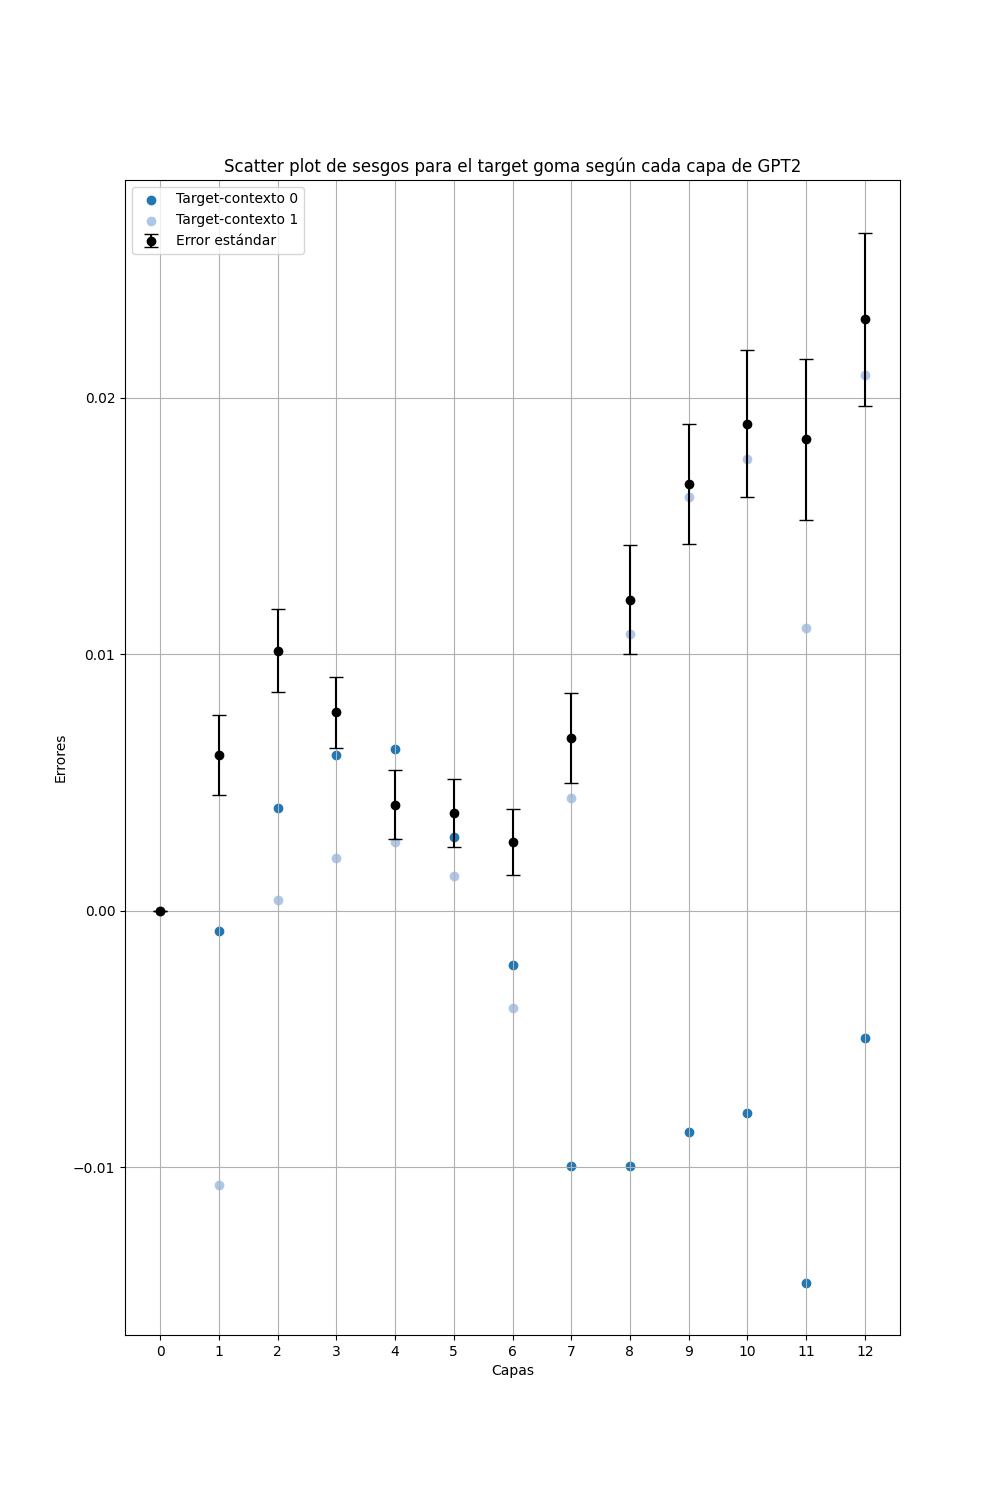 Scatter plot de sesgos para el target goma según cada capa de GPT2
Target-contexto 0
Target-contexto 1
Error estándar
0.02
0.01
0.00
−0.01
Errores
0 1 2 3 4 5 6 7 8 9 10 11 12
Capas